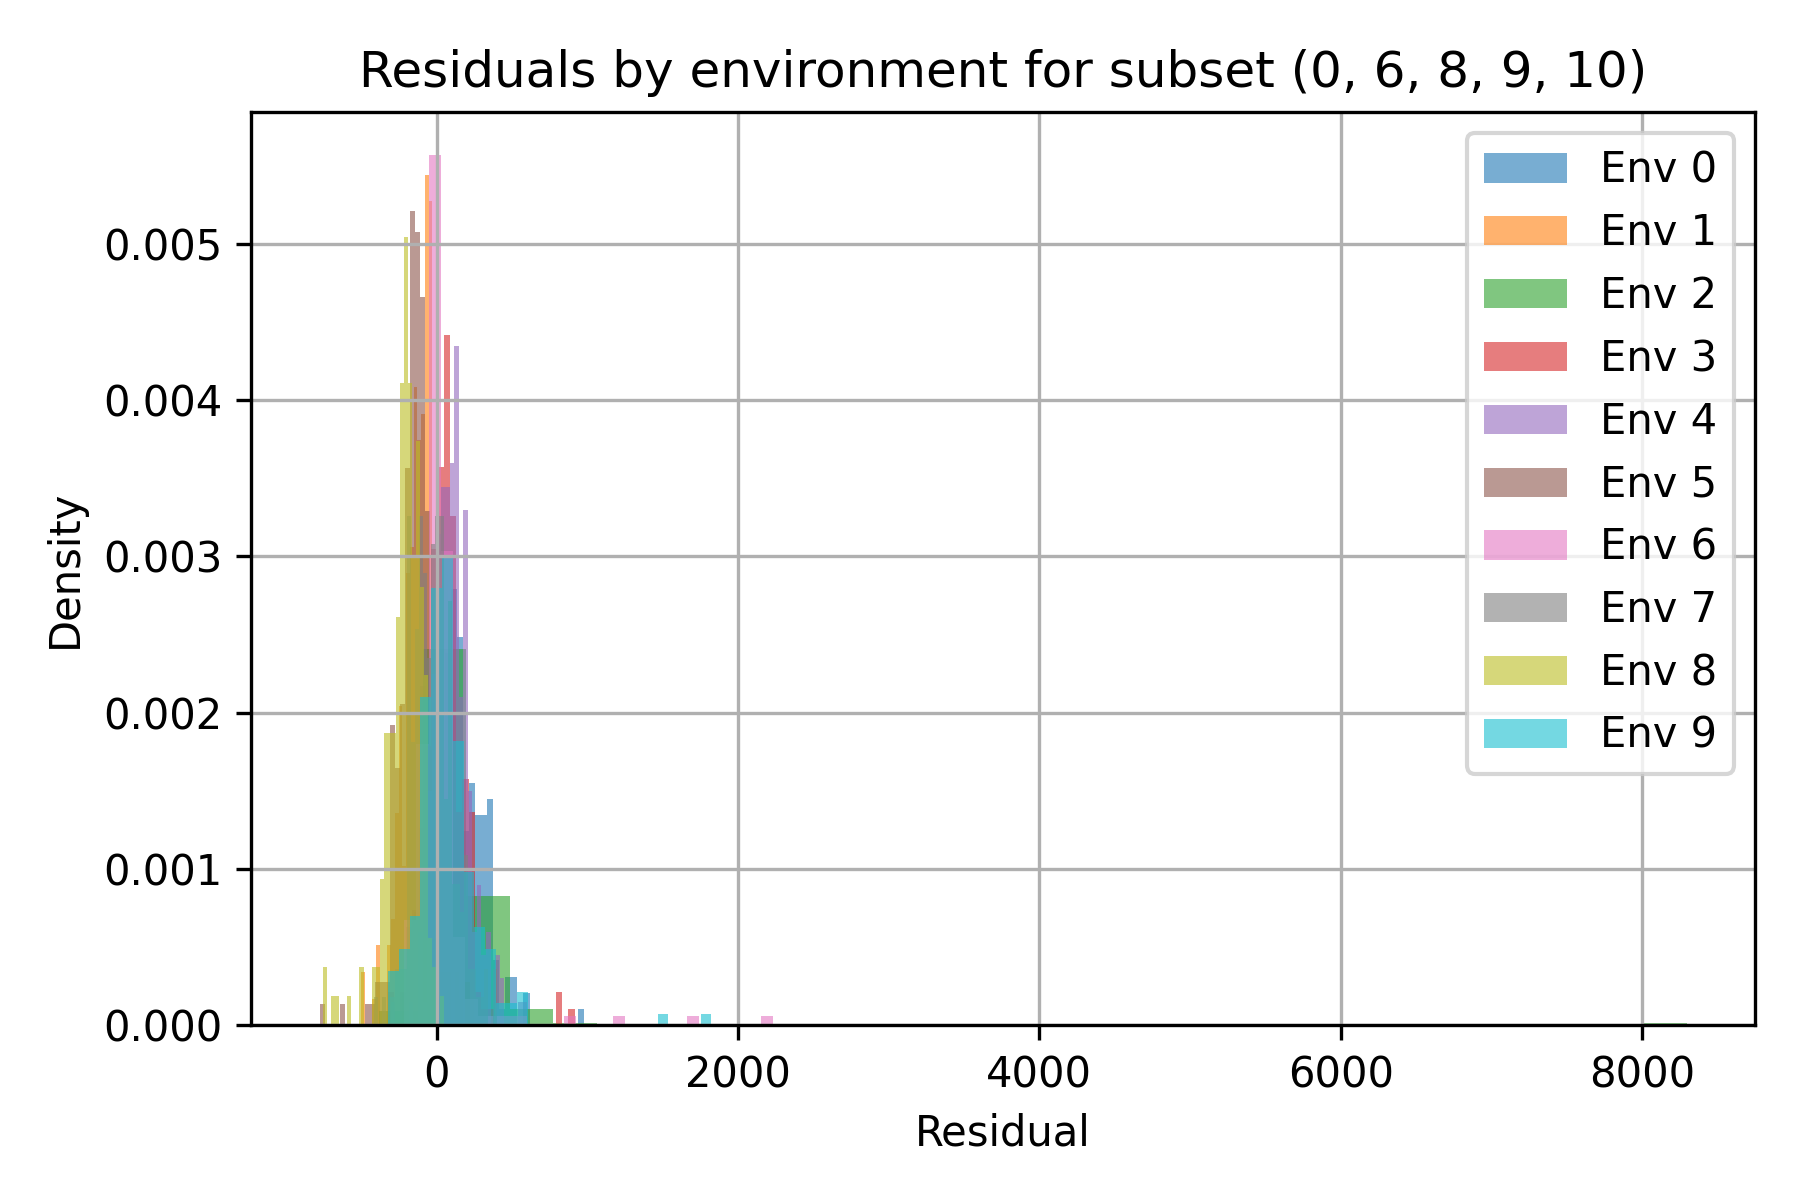 Residuals by environment for subset (0, 6, 8, 9, 10)
Env 0
Env 1
Env 2
Env 3
Env 4
Env 5
Env 6
Env 7
Env 8
Env 9
0.005
0.004
0.003
0.002
0.001
0.000
Density
0
2000
4000
6000
8000
Residual